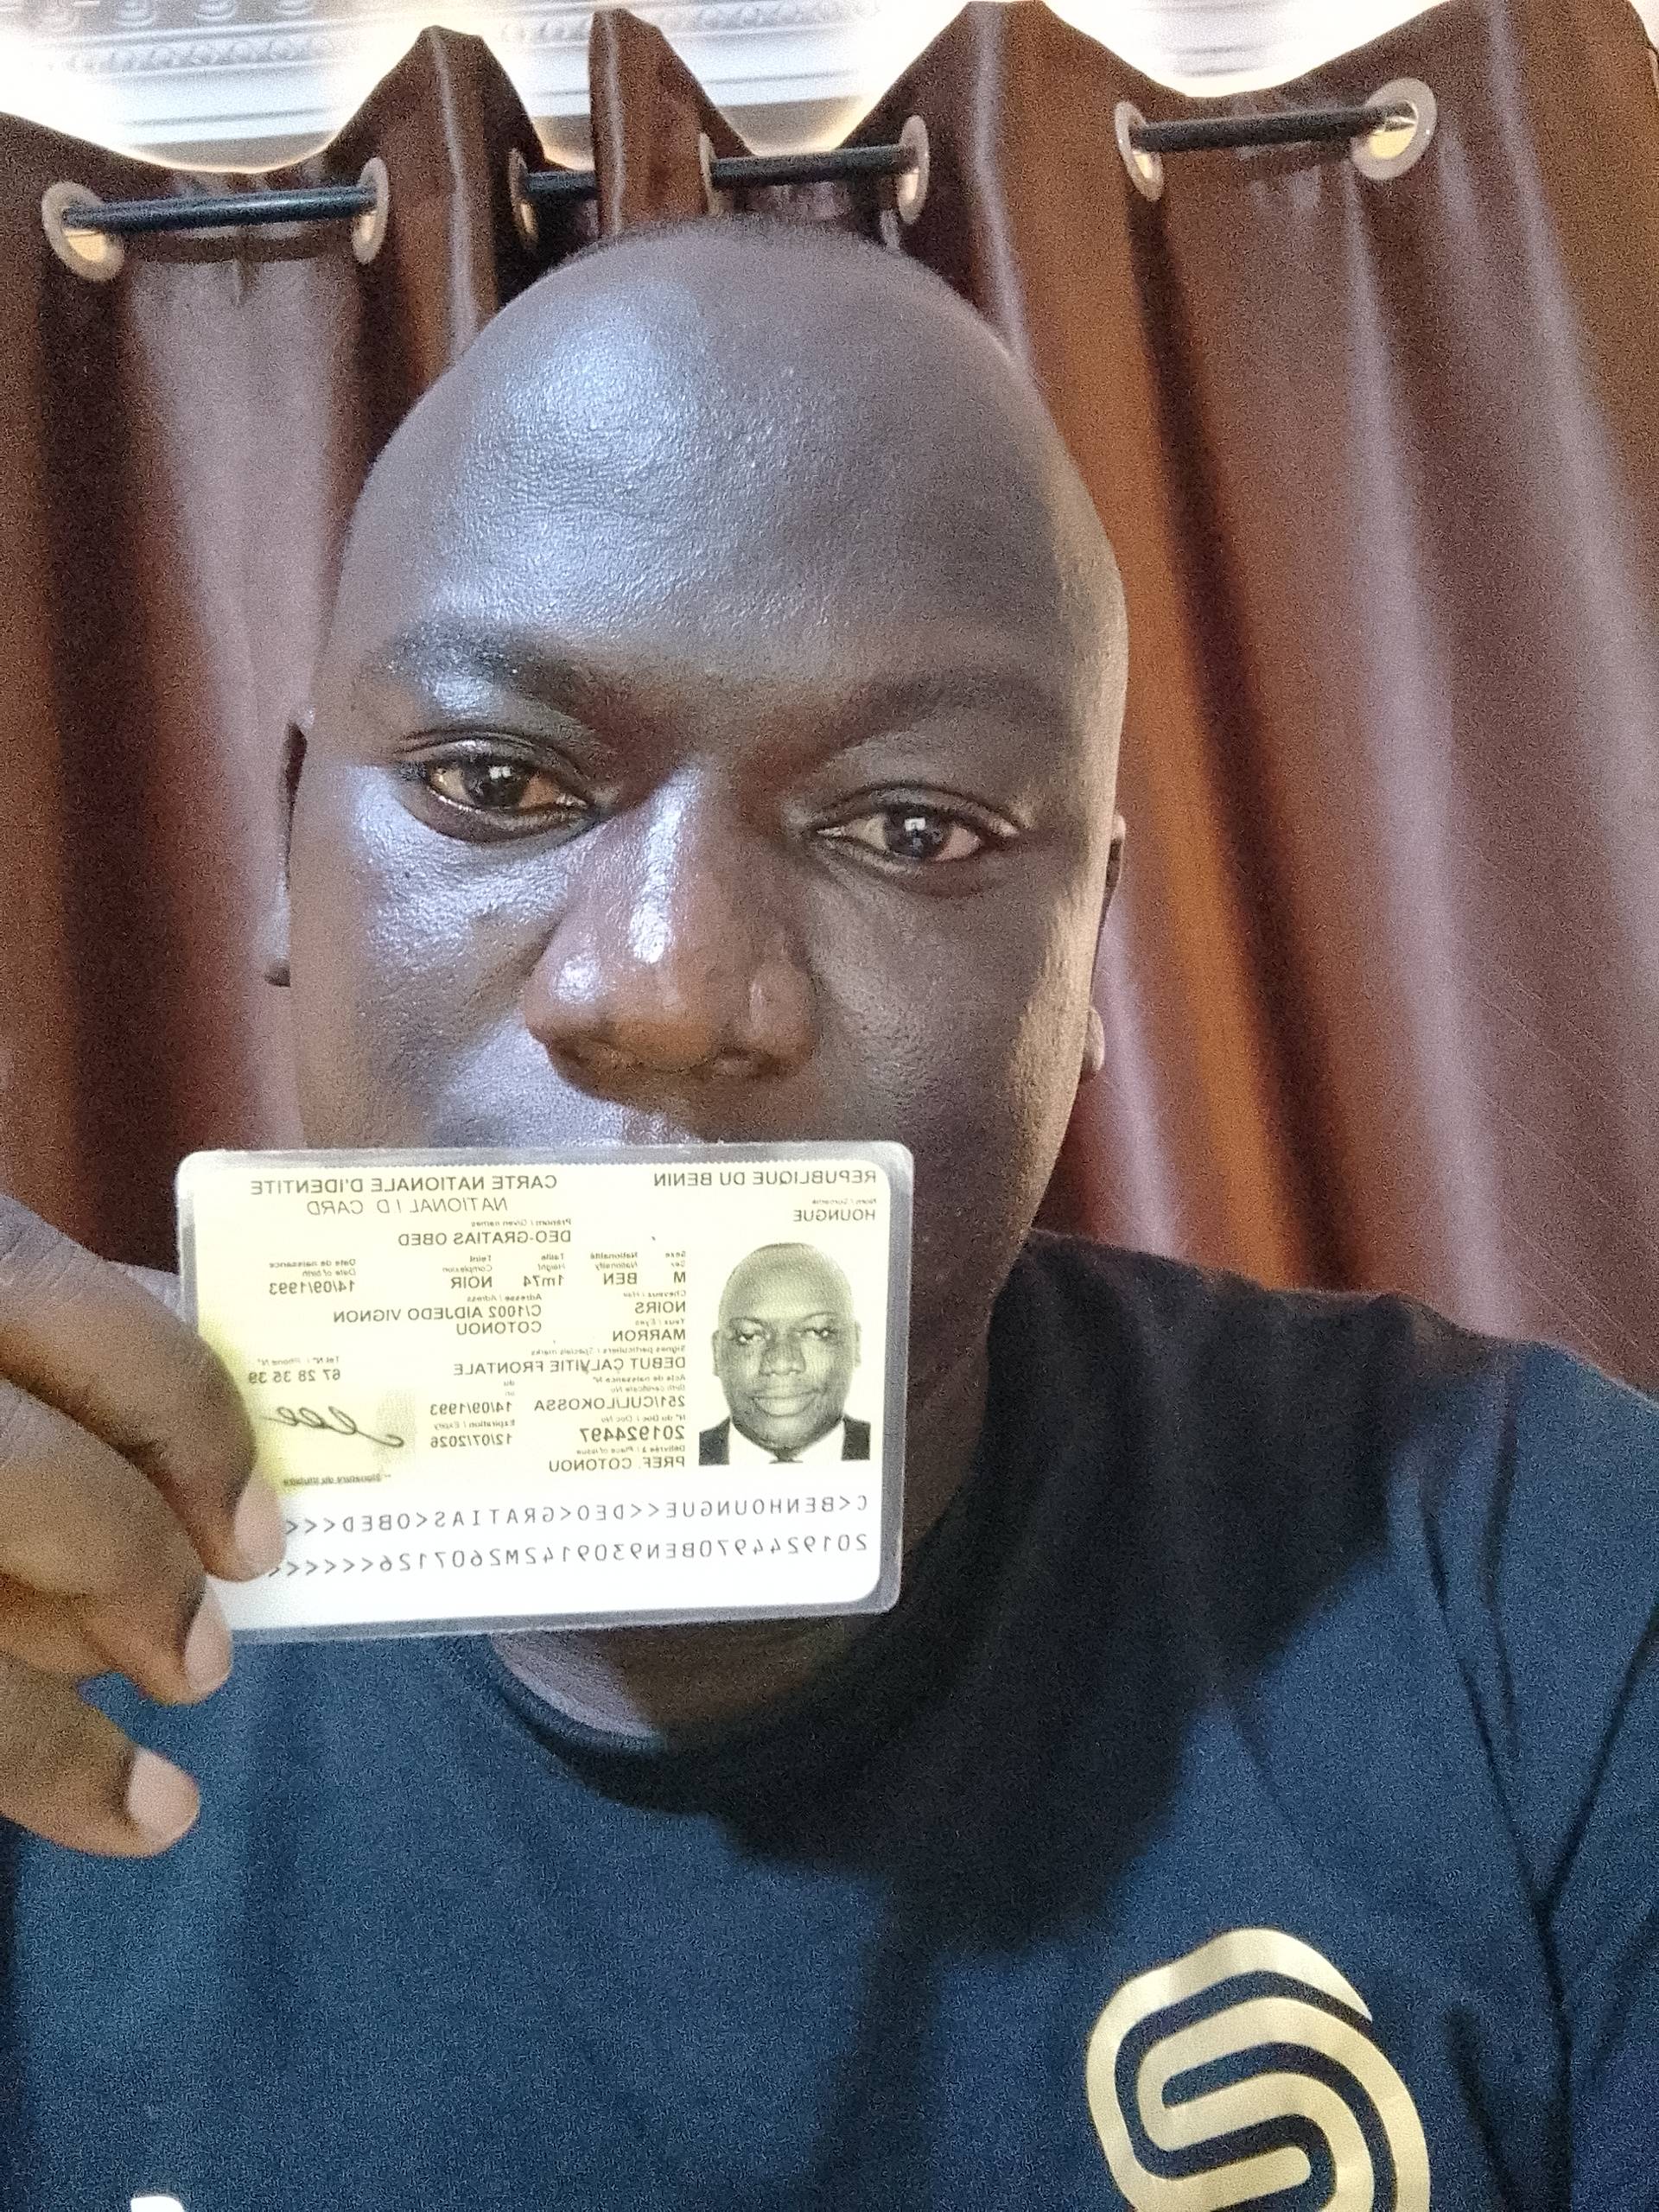 REPUBLIQUE DU BENIN CARTE NATIONALE D'IDENTITE
NATIONAL I D CARD
Nom / Surname
HOUNGUE
Prénom / Given names
DEO-GRATIAS OBED
Sexe Nationalité Taille Teint Date de naissance
Sex Nationality Height Complexion Date of birth
M BEN 1m74 NOIR 14/09/1993
Cheveux / Hair Adresse / Adress
NOIRS C/1002 AIDJEDO VIGNON
Yeux / Eyes COTONOU
MARRON
Signes particuliers / Specials marks Tel N° / Phone N°
DEBUT CALVITIE FRONTALE 67 28 35 39
Acte de naissance N° du
Birth certificate No on
251/CU/LOKOSSA 14/09/1993
N° du Doc / Doc No Expiration / Expiry
201924497 12/07/2026
Délivrée à / Place of issue
PREF. COTONOU Signature du titulaire
C<BENHOUNGUE<<DEO<GRATIAS<OBED<<<
2019244970BEN9309142M2607126<<<<<<